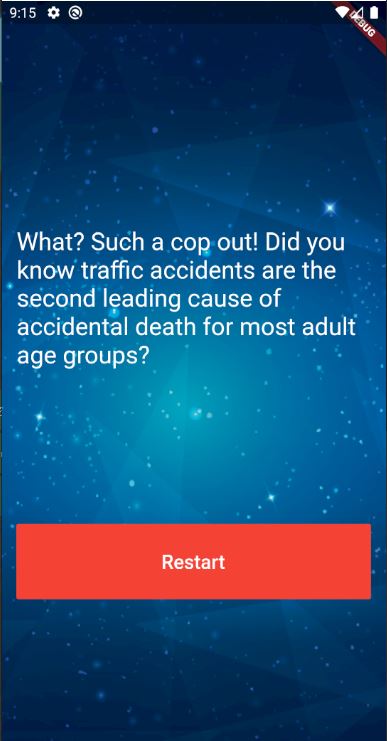 9:15
DEBUG
What? Such a cop out! Did you
know traffic accidents are the
second leading cause of
accidental death for most adult
age groups?
Restart